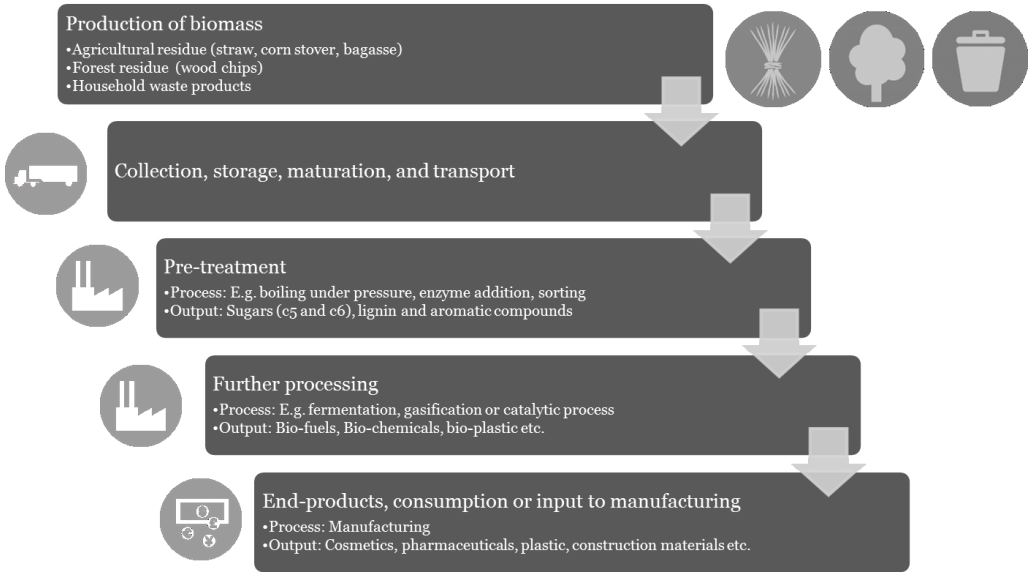 Production of biomass
•Agricultural residue (straw, corn stover, bagasse)
•Forest residue (wood chips)
•Household waste products
Collection, storage, maturation, and transport
Pre-treatment
•Process: E.g. boiling under pressure, enzyme addition, sorting
•Output: Sugars (c5 and c6), lignin and aromatic compounds
Further processing
•Process: E.g. fermentation, gasification or catalytic process
•Output: Bio-fuels, Bio-chemicals, bio-plastic etc.
End-products, consumption or input to manufacturing
•Process: Manufacturing
•Output: Cosmetics, pharmaceuticals, plastic, construction materials etc.